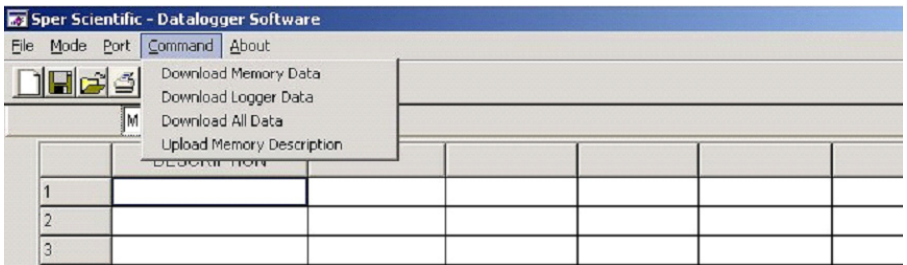 Sper Scientific - Datalogger Software
File Mode Port Command About
Download Memory Data
Download Logger Data
Download All Data
Upload Memory Description
M
1
2
3